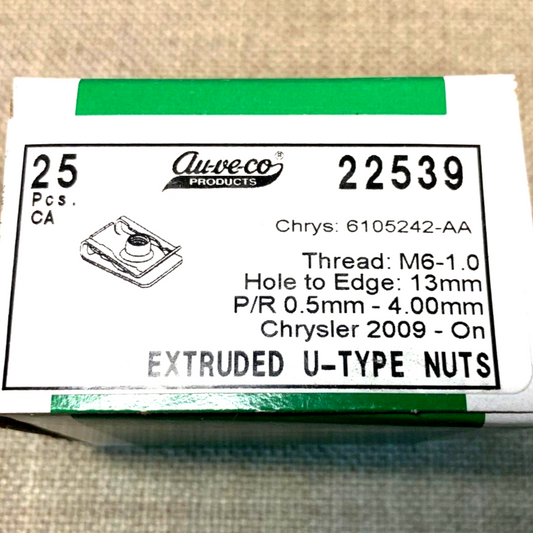 25
Pcs.
CA
au-ve-co®
PRODUCTS
22539
Chrys: 6105242-AA
Thread: M6-1.0
Hole to Edge: 13mm
P/R 0.5mm - 4.00mm
Chrysler 2009 - On
EXTRUDED U-TYPE NUTS